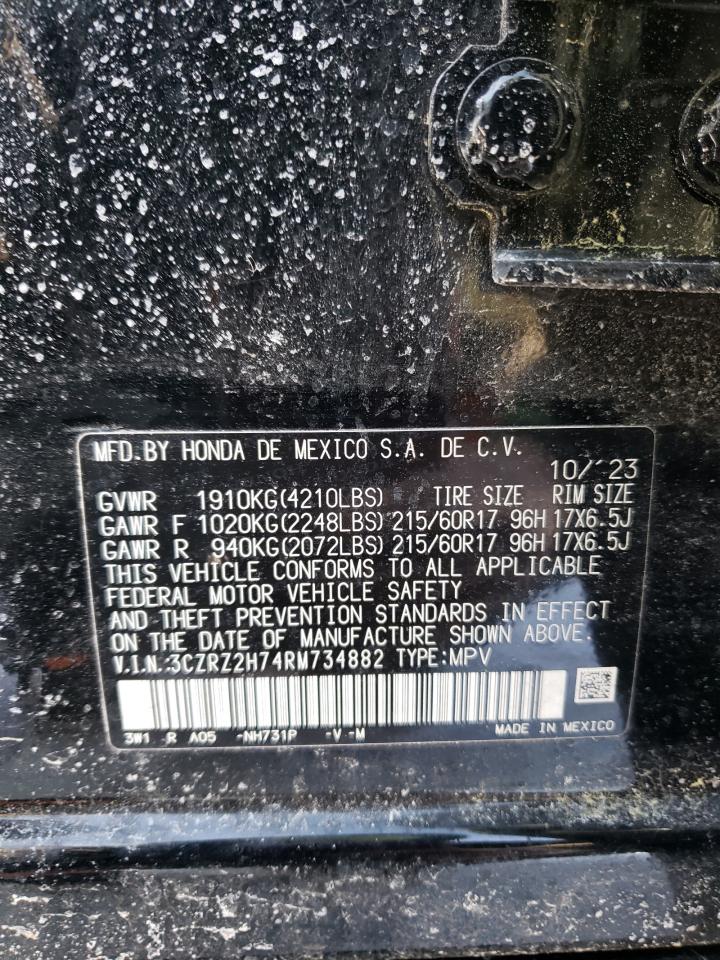 MFD.BY HONDA DE MEXICO S.A. DE C.V.
10/'23
GVWR 1910KG(4210LBS) TIRE SIZE RIM SIZE
GAWR F 1020KG(2248LBS) 215/60R17 96H 17X6.5J
GAWR R 940KG(2072LBS) 215/60R17 96H 17X6.5J
THIS VEHICLE CONFORMS TO ALL APPLICABLE
FEDERAL MOTOR VEHICLE SAFETY
AND THEFT PREVENTION STANDARDS IN EFFECT
ON THE DATE OF MANUFACTURE SHOWN ABOVE.
V.I.N.:3CZRZ2H74RM734882 TYPE:MPV
3W1 R A05 -NH731P -V -M MADE IN MEXICO